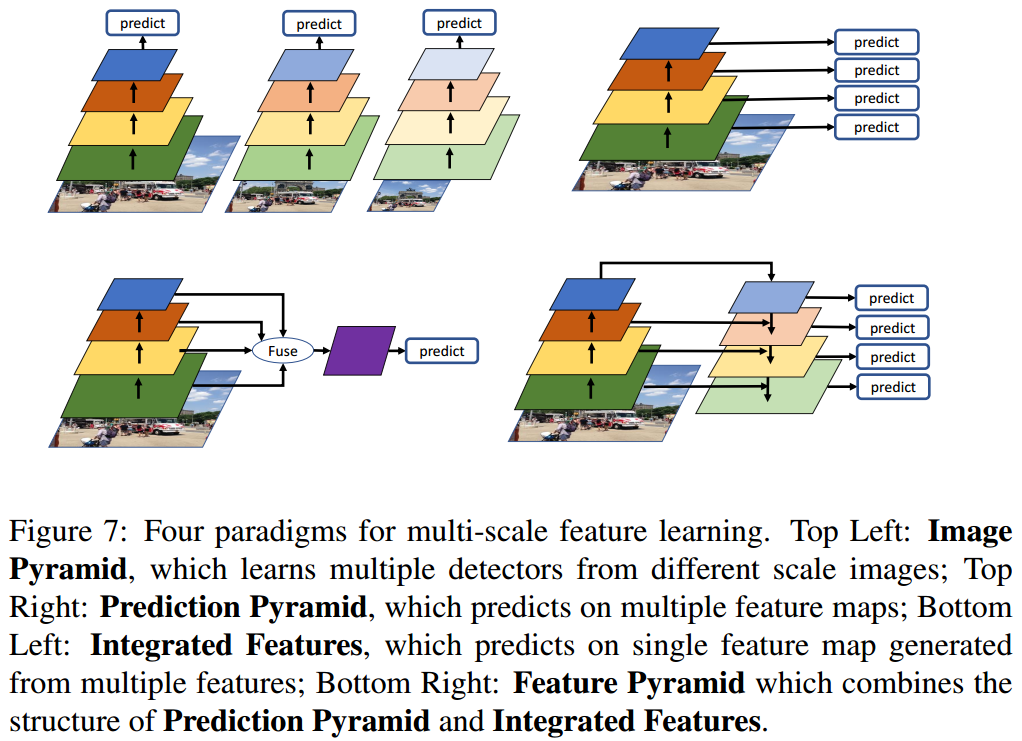 predict
predict
predict
predict
predict
predict
predict
Fuse
predict
predict
predict
predict
predict
Figure 7: Four paradigms for multi-scale feature learning. Top Left: Image
Pyramid, which learns multiple detectors from different scale images; Top
Right: Prediction Pyramid, which predicts on multiple feature maps; Bottom
Left: Integrated Features, which predicts on single feature map generated
from multiple features; Bottom Right: Feature Pyramid which combines the
structure of Prediction Pyramid and Integrated Features.